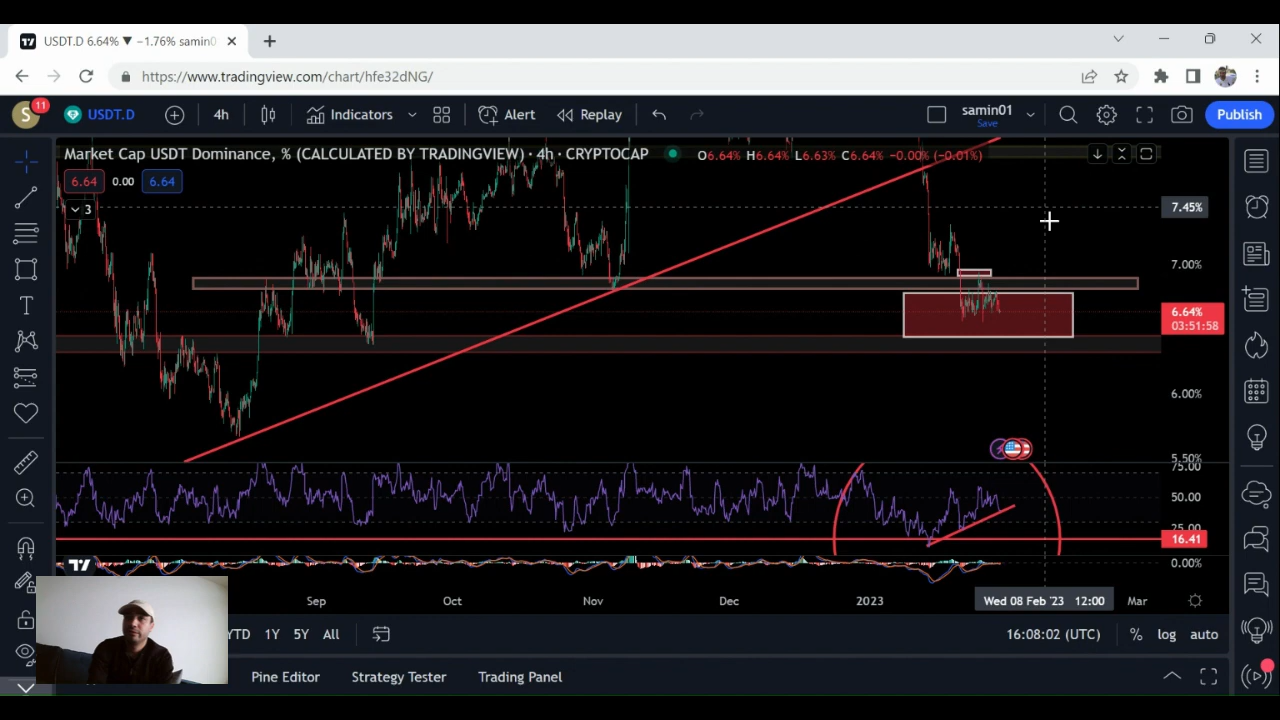 USDT.D 6.64% ▼ −1.76% samin0
https://www.tradingview.com/chart/hfe32dNG/
S 11 USDT.D 4h Indicators Alert Replay samin01 Publish
Save
Market Cap USDT Dominance, % (CALCULATED BY TRADINGVIEW) · 4h · CRYPTOCAP O6.64% H6.64% L6.63% C6.64% −0.00% (−0.01%)
6.64 0.00 6.64
3
7.45%
7.00%
6.64%
03:51:58
6.00%
5.50%
75.00
50.00
25.00
16.41
0.00%
Sep Oct Nov Dec 2023 Wed 08 Feb '23 12:00 Mar
YTD 1Y 5Y All 16:08:02 (UTC) % log auto
Pine Editor Strategy Tester Trading Panel